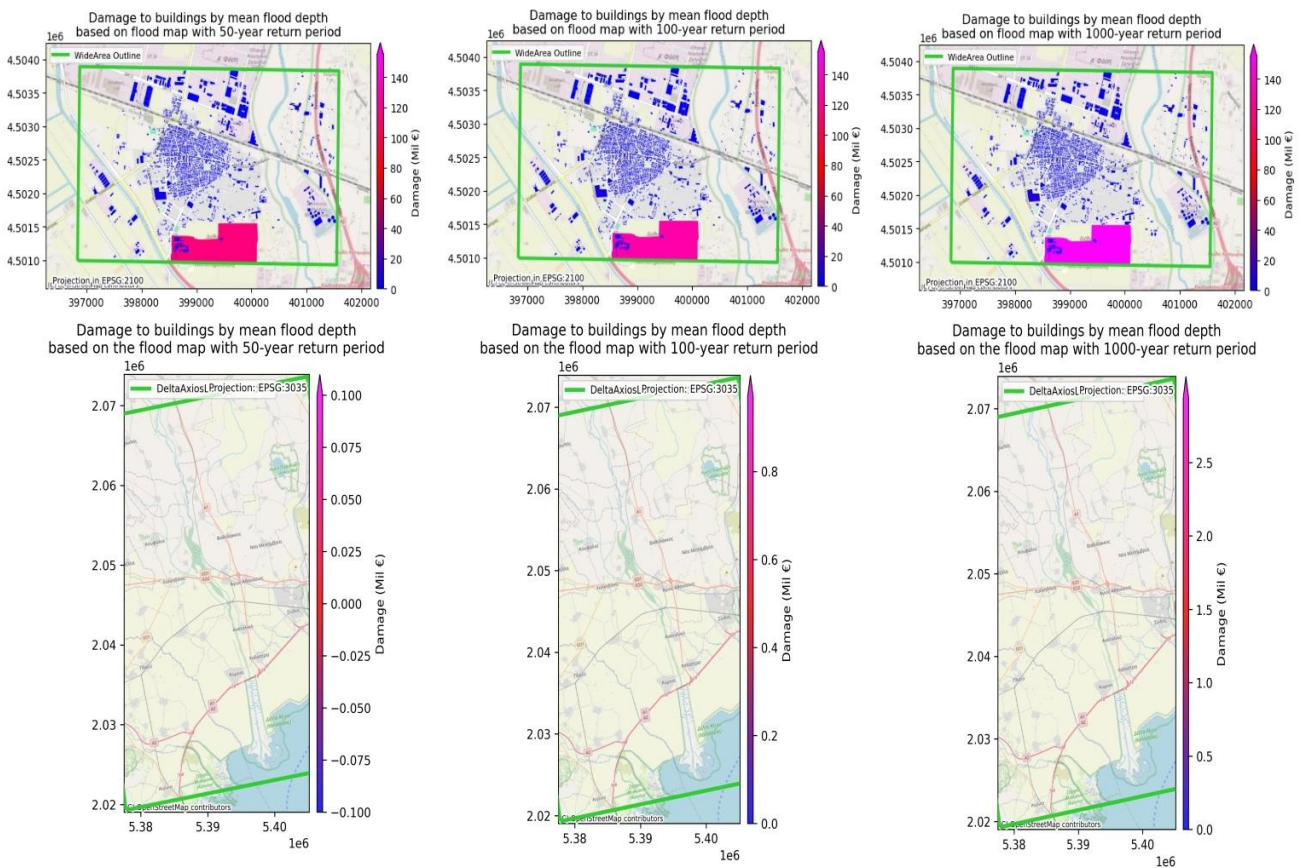 Damage to buildings by mean flood depth
based on flood map with 50-year return period
1e6
WideArea Outline
4.5040
4.5035
4.5030
4.5025
4.5020
4.5015
4.5010
Projection in EPSG:2100
397000 398000 399000 400000 401000 402000
140
120
100
80
60
40
20
0
Damage (Mil €)
Damage to buildings by mean flood depth
based on flood map with 100-year return period
1e6
WideArea Outline
4.5040
4.5035
4.5030
4.5025
4.5020
4.5015
4.5010
Projection in EPSG:2100
397000 398000 399000 400000 401000 402000
140
120
100
80
60
40
20
0
Damage (Mil €)
Damage to buildings by mean flood depth
based on flood map with 1000-year return period
1e6
WideArea Outline
4.5040
4.5035
4.5030
4.5025
4.5020
4.5015
4.5010
Projection in EPSG:2100
397000 398000 399000 400000 401000 402000
140
120
100
80
60
40
20
0
Damage (Mil €)
Damage to buildings by mean flood depth
based on the flood map with 50-year return period
1e6
DeltaAxiosLProjection: EPSG:3035
2.07
2.06
2.05
2.04
2.03
2.02
OpenStreetMap contributors
5.38 5.39 5.40
1e6
0.100
0.075
0.050
0.025
0.000
−0.025
−0.050
−0.075
−0.100
Damage (Mil €)
Damage to buildings by mean flood depth
based on the flood map with 100-year return period
1e6
DeltaAxiosLProjection: EPSG:3035
2.07
2.06
2.05
2.04
2.03
2.02
OpenStreetMap contributors
5.38 5.39 5.40
1e6
0.8
0.6
0.4
0.2
0.0
Damage (Mil €)
Damage to buildings by mean flood depth
based on the flood map with 1000-year return period
1e6
DeltaAxiosLProjection: EPSG:3035
2.07
2.06
2.05
2.04
2.03
2.02
OpenStreetMap contributors
5.38 5.39 5.40
1e6
2.5
2.0
1.5
1.0
0.5
0.0
Damage (Mil €)